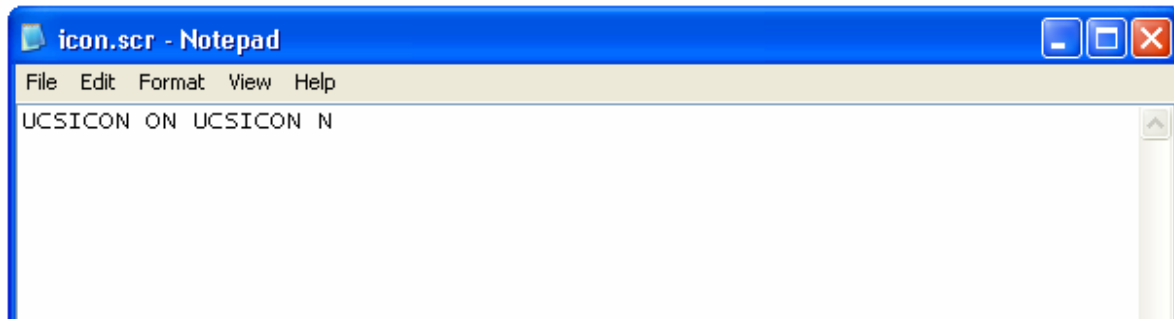 icon.scr - Notepad
File Edit Format View Help
UCSICON ON UCSICON N